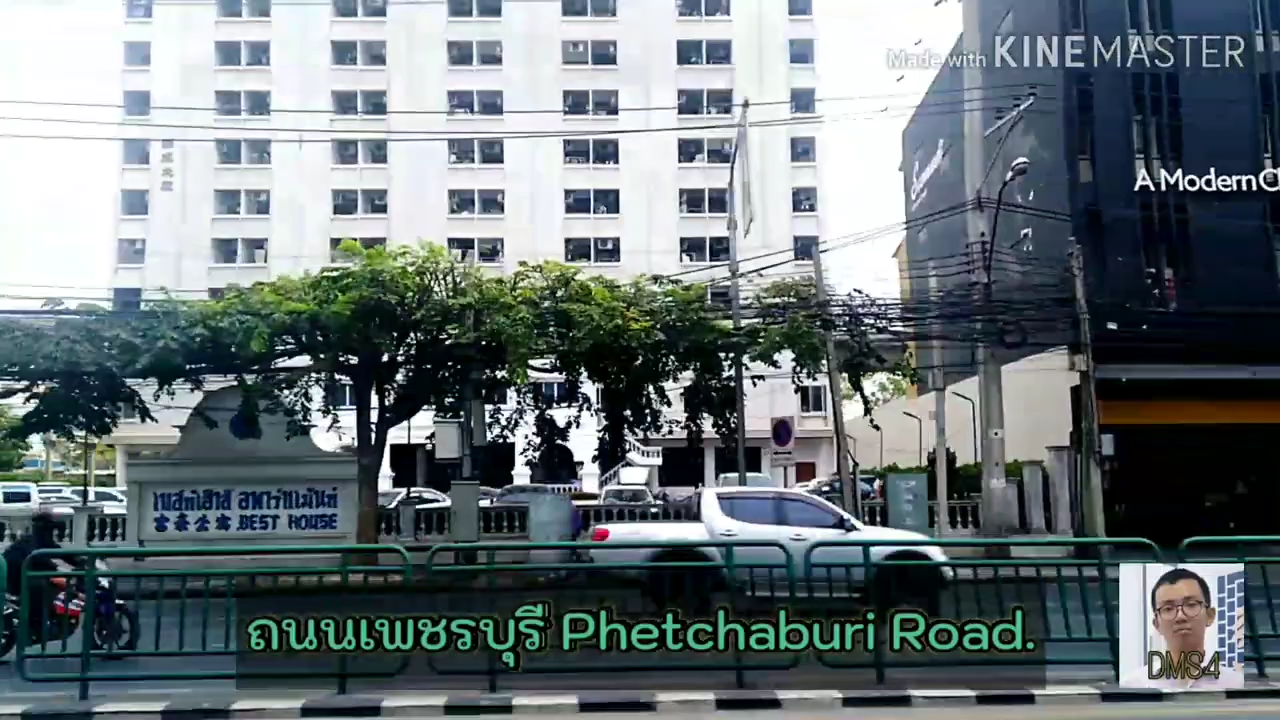 Made with KINEMASTER
A Modern C
เบสท์เฮ้าส์ อพาร์ทเม้นท์
BEST HOUSE
ถนนเพชรบุรี Phetchaburi Road.
DMS4